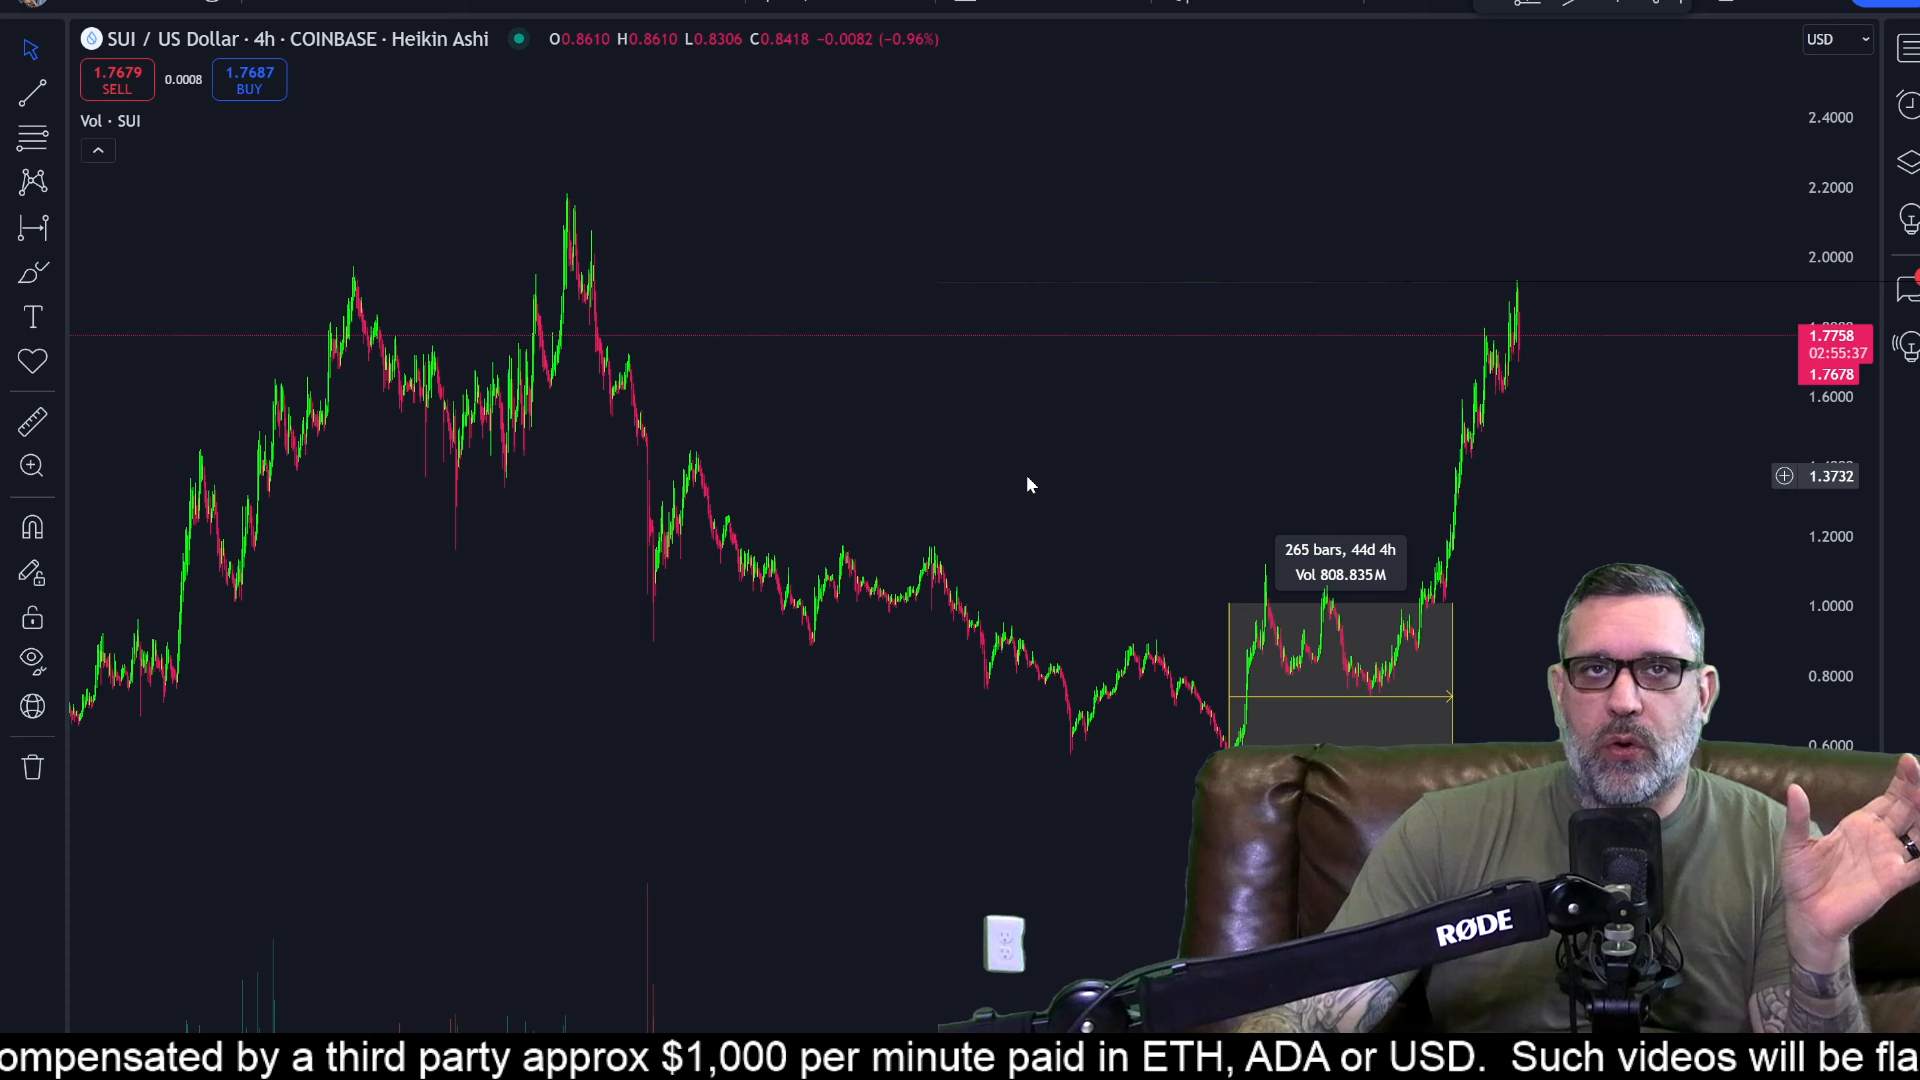 SUI / US Dollar · 4h · COINBASE · Heikin Ashi
O0.8610 H0.8610 L0.8306 C0.8418 −0.0082 (−0.96%)
USD
1.7679
SELL
0.0008
1.7687
BUY
Vol · SUI
2.4000
2.2000
2.0000
1.7758
02:55:37
1.7678
1.6000
1.3732
1.2000
265 bars, 44d 4h
Vol 808.835M
1.0000
0.8000
0.6000
RØDE
ompensated by a third party approx $1,000 per minute paid in ETH, ADA or USD. Such videos will be fla